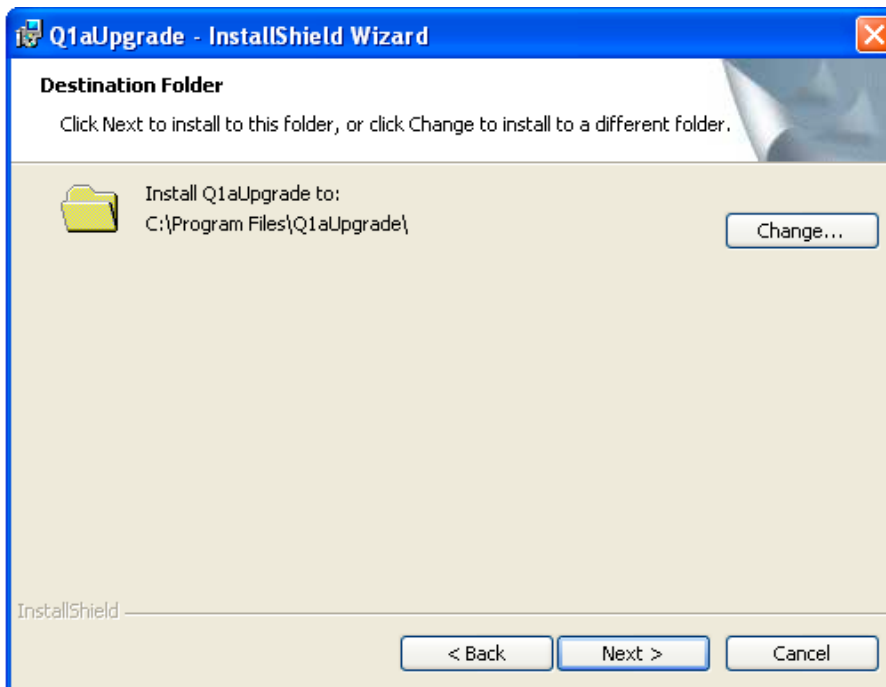 Q1aUpgrade - InstallShield Wizard
Destination Folder
Click Next to install to this folder, or click Change to install to a different folder.
Install Q1aUpgrade to:
C:\Program Files\Q1aUpgrade\
Change...
InstallShield
< Back
Next >
Cancel